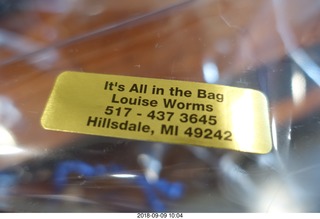 It's All in the Bag
Louise Worms
517 - 437 3645
Hillsdale, MI 49242
2018-09-09 10:04